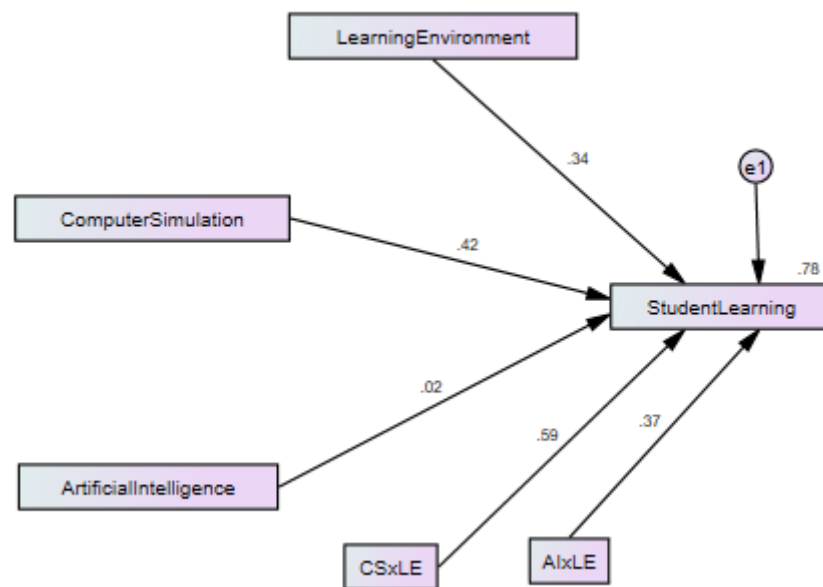 LearningEnvironment
.34
e1
ComputerSimulation
.42
.78
StudentLearning
.02
.59
.37
ArtificialIntelligence
CSxLE
AIxLE